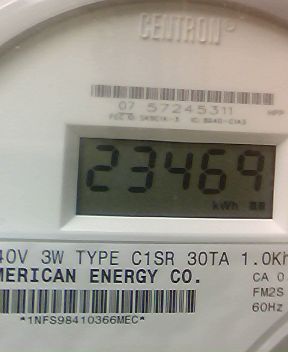 CENTRON®
07 57245311 HPP
23469
kWh
40V 3W TYPE C1SR 30TA 1.0Kh
MERICAN ENERGY CO. CA 0
FM2S
*1NFS98410366MEC* 60Hz